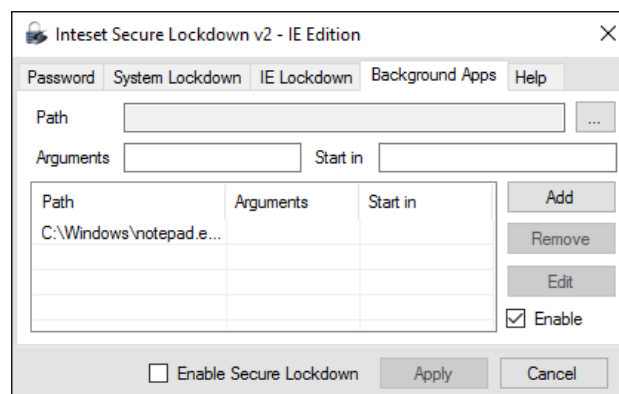 Inteset Secure Lockdown v2 - IE Edition
Password System Lockdown IE Lockdown Background Apps Help
Path ...
Arguments Start in
Path Arguments Start in Add
C:\Windows\notepad.e... Remove
Edit
Enable
Enable Secure Lockdown Apply Cancel